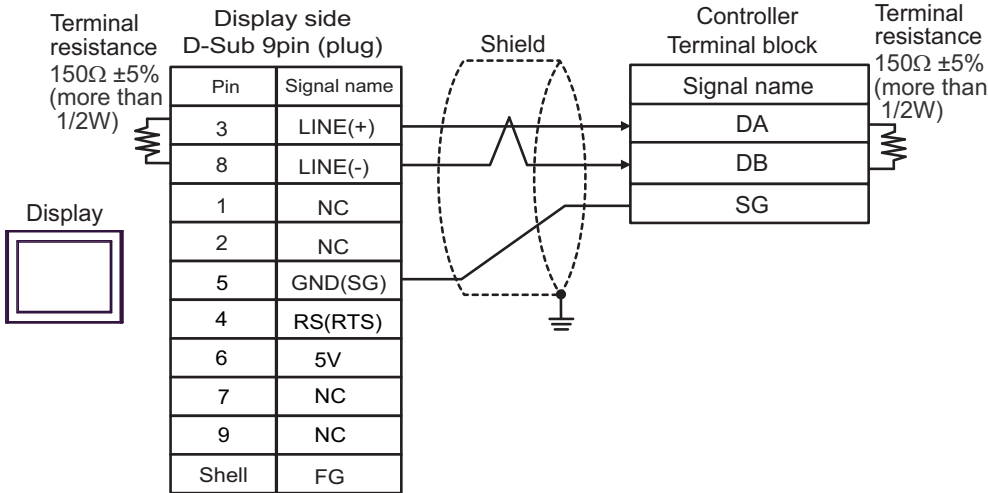 Terminal
resistance
150Ω ±5%
(more than
1/2W)
Display side
D-Sub 9pin (plug)
Shield
Controller
Terminal block
Terminal
resistance
150Ω ±5%
(more than
1/2W)
Pin Signal name
3 LINE(+)
8 LINE(-)
1 NC
2 NC
5 GND(SG)
4 RS(RTS)
6 5V
7 NC
9 NC
Shell FG
Signal name
DA
DB
SG
Display